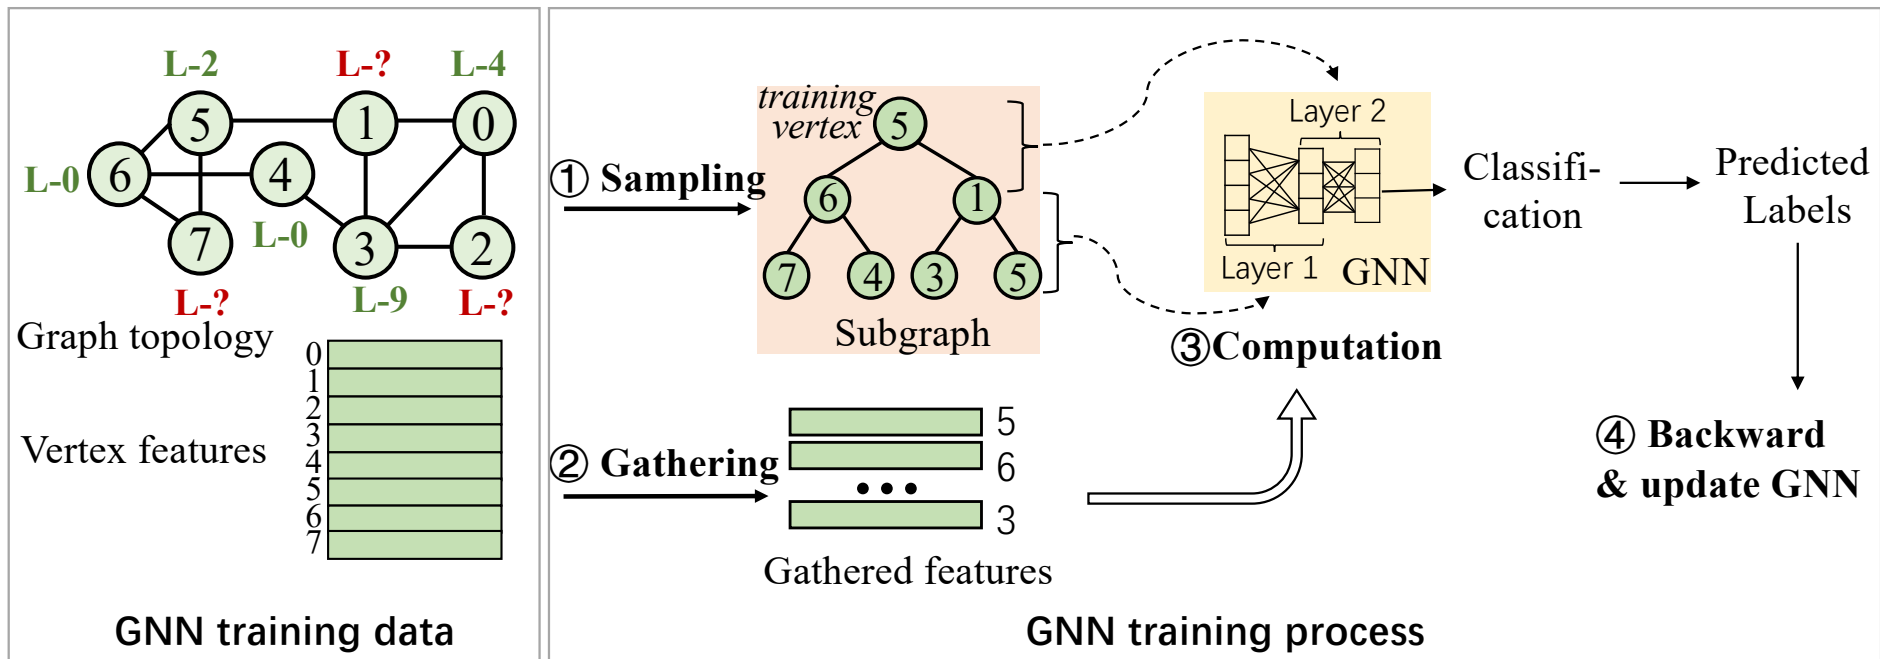 L-2
L-?
L-4
5
1
0
L-0
6
4
L-0
7
3
2
L-?
L-9
L-?
Graph topology
Vertex features
0
1
2
3
4
5
6
7
GNN training data
① Sampling
training
vertex
5
6
1
7
4
3
5
Subgraph
② Gathering
5
6
•••
3
Gathered features
Layer 2
Layer 1
GNN
③Computation
Classifi-
cation
Predicted
Labels
④ Backward
& update GNN
GNN training process